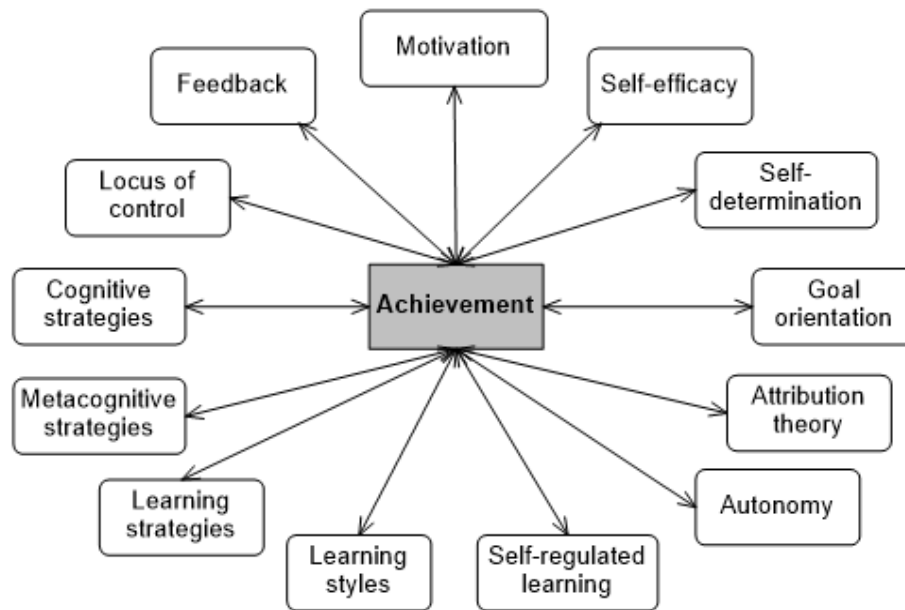 Motivation
Feedback
Self-efficacy
Locus of
control
Self-
determination
Cognitive
strategies
Achievement
Goal
orientation
Metacognitive
strategies
Attribution
theory
Learning
strategies
Autonomy
Learning
styles
Self-regulated
learning